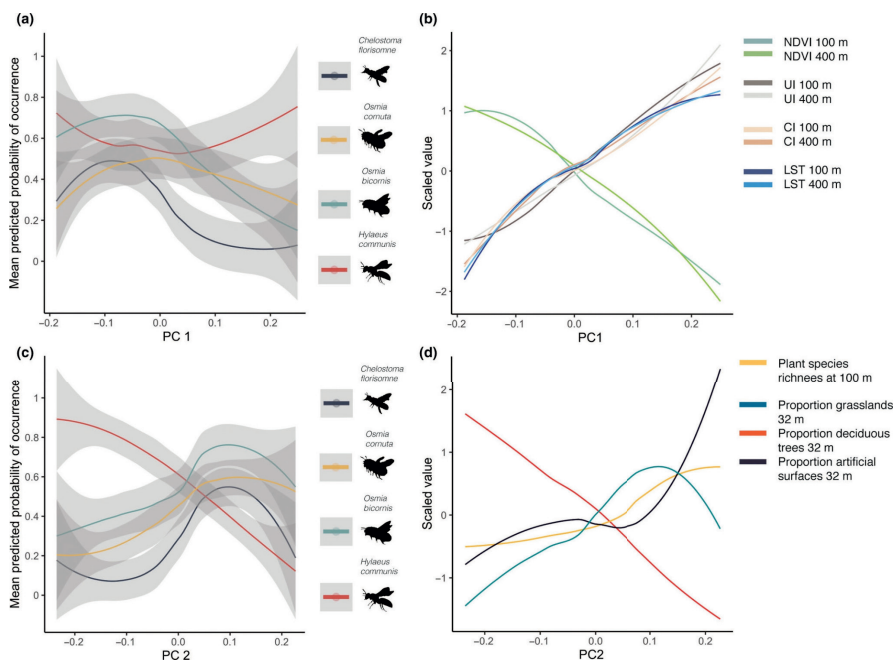 (a)
Mean predicted probability of occurrence
1
0.8
0.6
0.4
0.2
0
−0.2
−0.1
0.0
0.1
0.2
PC 1
Chelostoma
florisomne
Osmia
cornuta
Osmia
bicornis
Hylaeus
communis
(b)
Scaled value
2
1
0
−1
−2
−0.2
−0.1
0.0
0.1
0.2
PC1
NDVI 100 m
NDVI 400 m
UI 100 m
UI 400 m
CI 100 m
CI 400 m
LST 100 m
LST 400 m
(c)
Mean predicted probability of occurrence
1
0.8
0.6
0.4
0.2
0
−0.2
−0.1
0.0
0.1
0.2
PC 2
Chelostoma
florisomne
Osmia
cornuta
Osmia
bicornis
Hylaeus
communis
(d)
Scaled value
2
1
0
−1
−0.2
−0.1
0.0
0.1
0.2
PC2
Plant species
richnees at 100 m
Proportion grasslands
32 m
Proportion deciduous
trees 32 m
Proportion artificial
surfaces 32 m